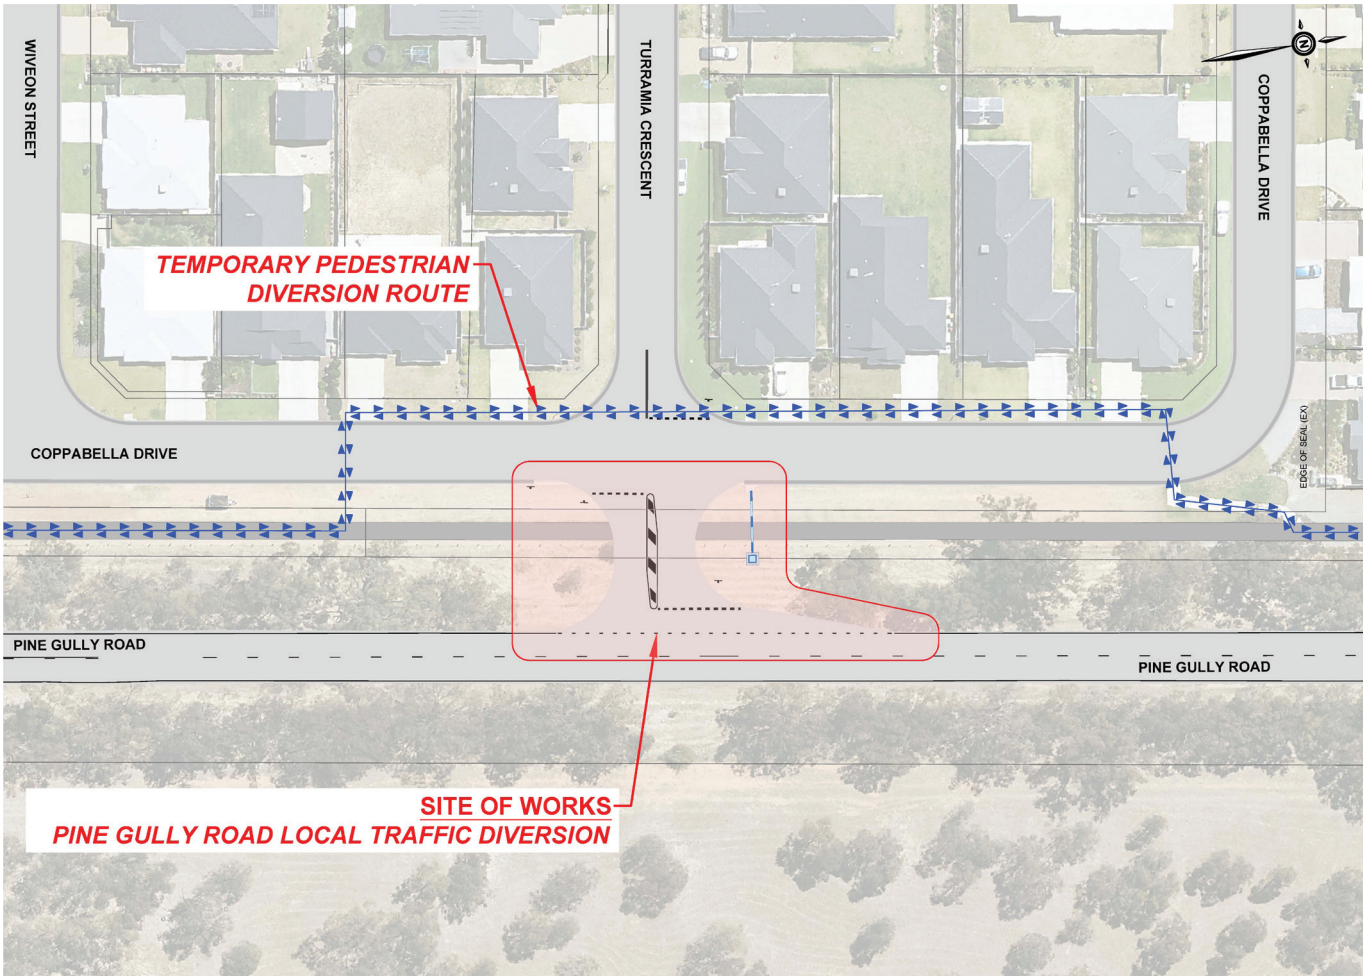 WIVEON STREET
TURRAMIA CRESCENT
N
COPPABELLA DRIVE
TEMPORARY PEDESTRIAN
DIVERSION ROUTE
COPPABELLA DRIVE
EDGE OF SEAL (EX)
PINE GULLY ROAD
PINE GULLY ROAD
SITE OF WORKS
PINE GULLY ROAD LOCAL TRAFFIC DIVERSION